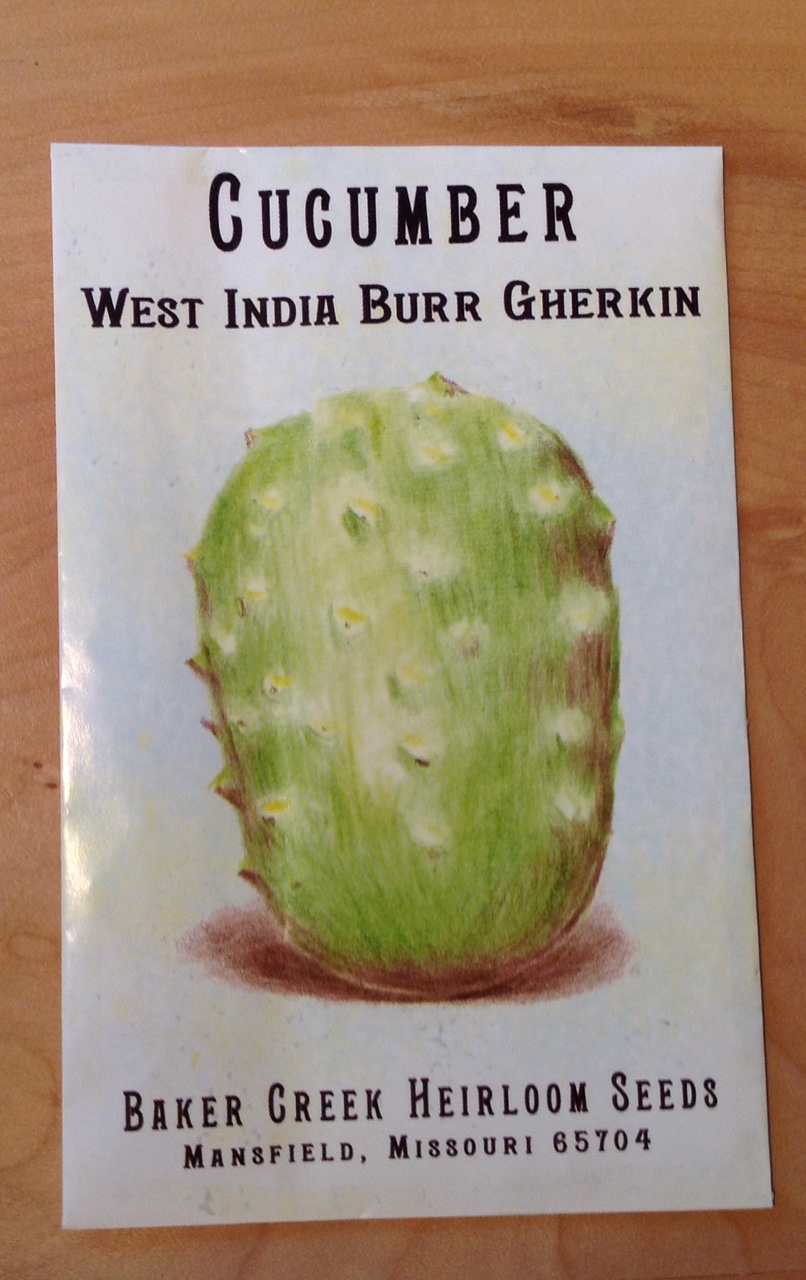 Cucumber
West India Burr Gherkin
Baker Creek Heirloom Seeds
Mansfield, Missouri 65704